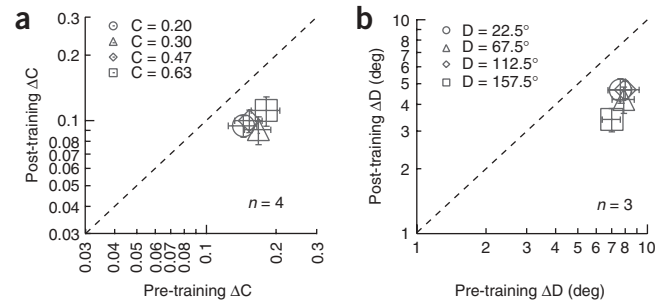 a
0.3
0.2
0.1
0.09
0.08
0.07
0.06
0.05
0.04
0.03
Post-training ΔC
C = 0.20
C = 0.30
C = 0.47
C = 0.63
n = 4
0.03
0.04
0.05
0.06
0.07
0.08
0.1
0.2
0.3
Pre-training ΔC
b
10
9
8
7
6
5
4
3
2
1
Post-training ΔD (deg)
D = 22.5°
D = 67.5°
D = 112.5°
D = 157.5°
n = 3
1
2
3
4
5
6
7
8
10
Pre-training ΔD (deg)